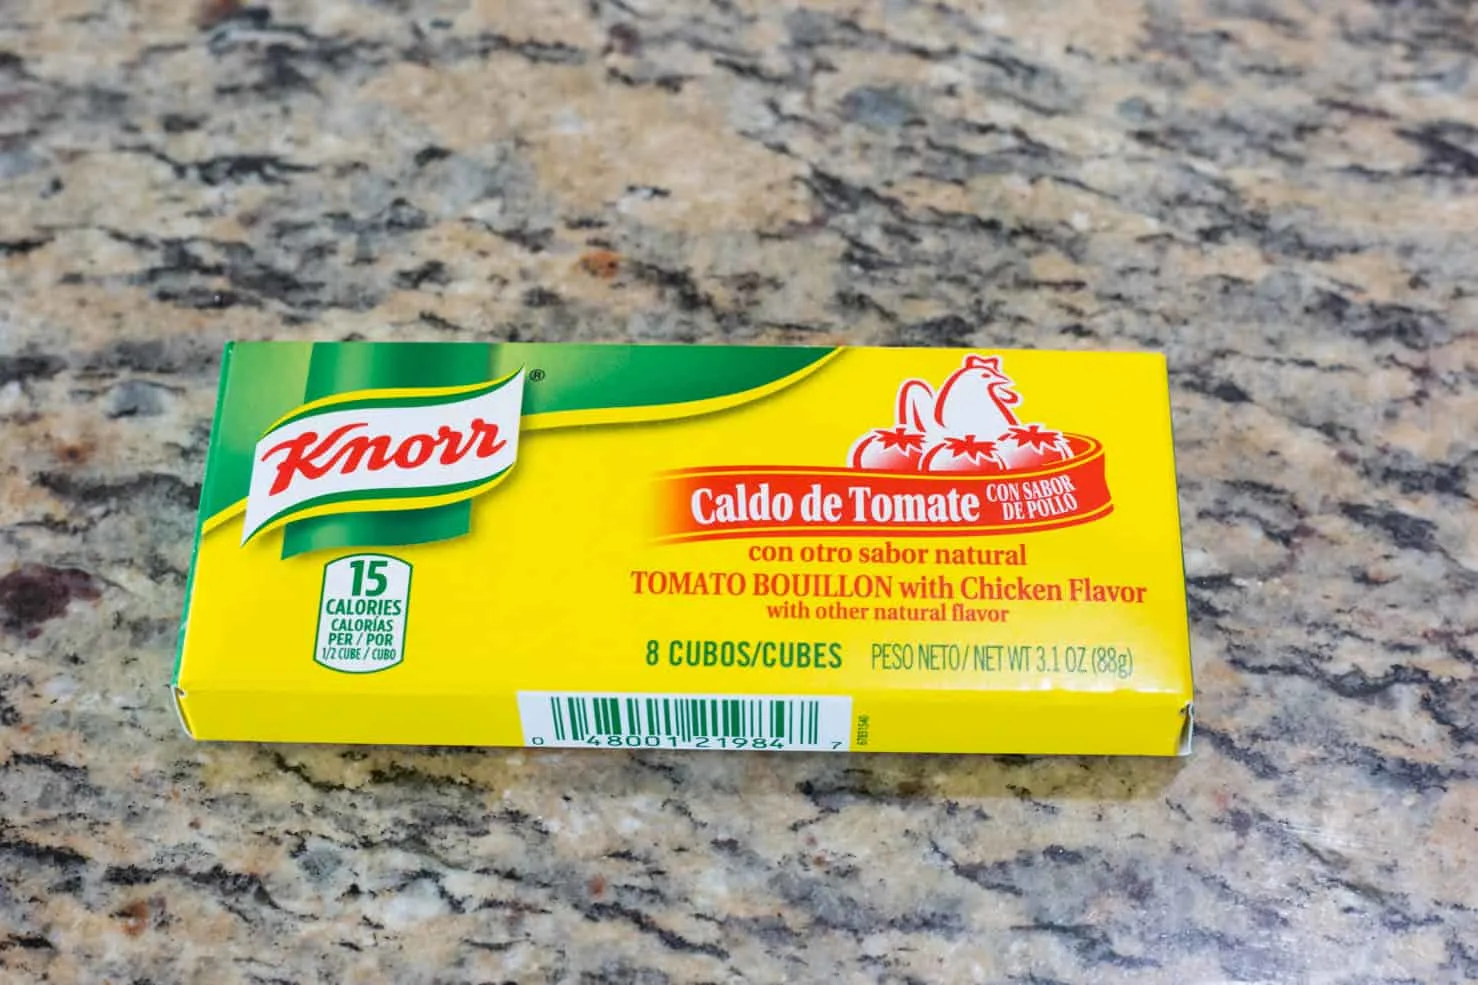 Knorr®
15
CALORIES
CALORÍAS
PER / POR
1/2 CUBE / CUBO
Caldo de Tomate CON SABOR
DE POLLO
con otro sabor natural
TOMATO BOUILLON with Chicken Flavor
with other natural flavor
8 CUBOS/CUBES PESO NETO/NET WT 3.1 OZ (88g)
0 48001 21984 7